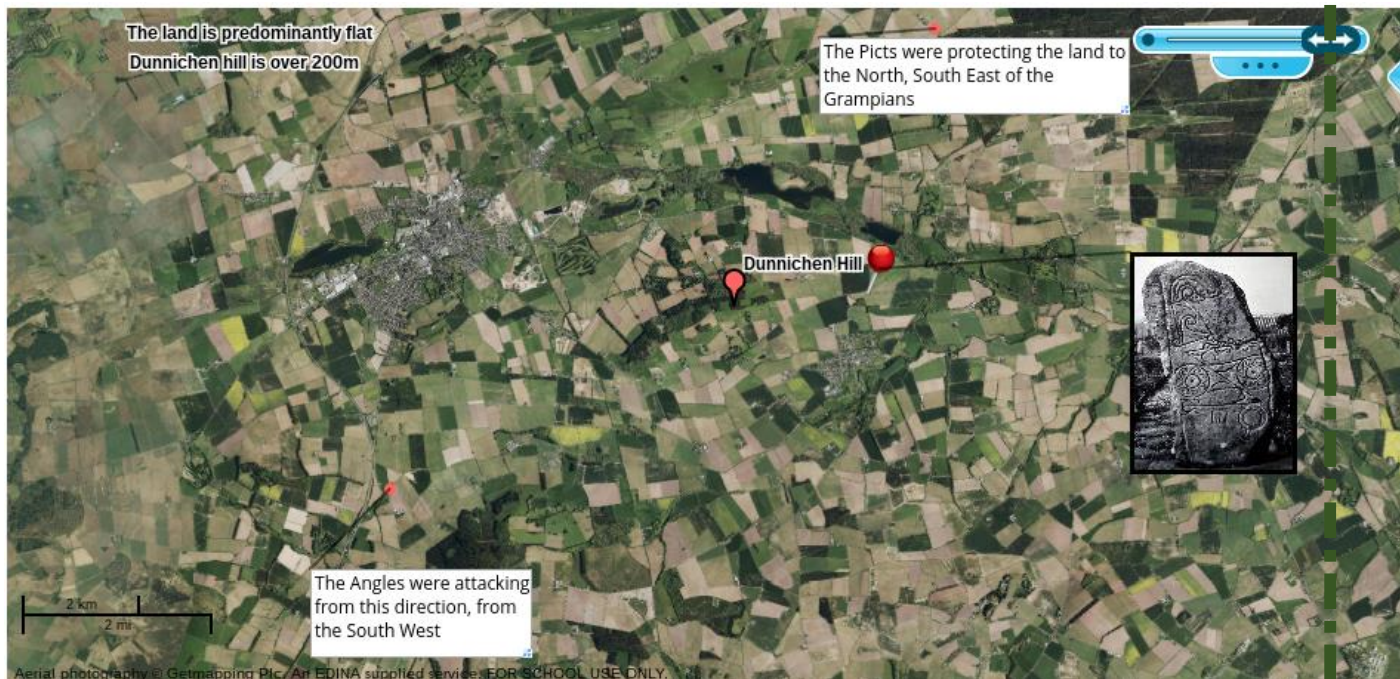 The land is predominantly flat
Dunnichen hill is over 200m
The Picts were protecting the land to
the North, South East of the
Grampians
Dunnichen Hill
The Angles were attacking
from this direction, from
the South West
2 km
2 mi
Aerial photography © Getmapping Plc. An EDINA supplied service. FOR SCHOOL USE ONLY.